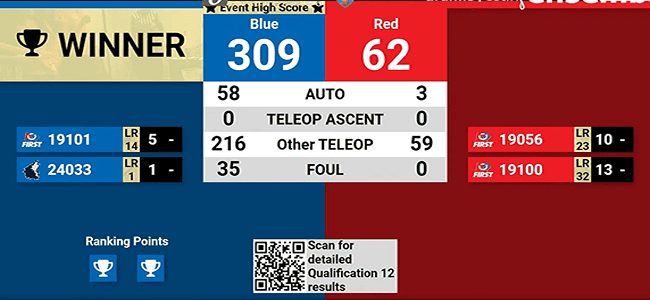 Event High Score
Blue
Red
WINNER
309
62
58 AUTO 3
0 TELEOP ASCENT 0
216 Other TELEOP 59
35 FOUL 0
FIRST 19101 LR 14 5 -
24033 LR 1 1 -
FIRST 19056 LR 23 10 -
FIRST 19100 LR 32 13 -
Ranking Points
Scan for
detailed
Qualification 12
results